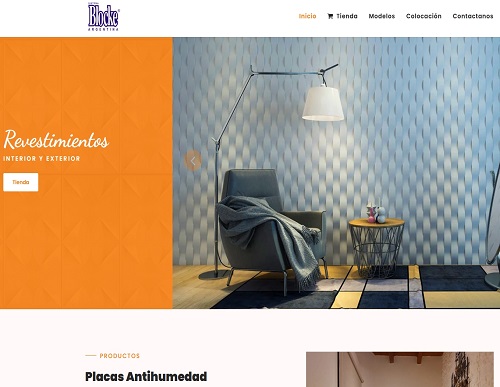 Blocke
ARGENTINA
Inicio Tienda Modelos Colocación Contactanos
Revestimientos
INTERIOR Y EXTERIOR
Tienda
PRODUCTOS
Placas Antihumedad